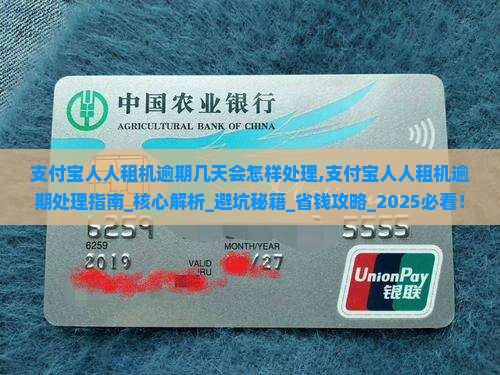 中国农业银行
AGRICULTURAL BANK OF CHINA
支付宝人人租机逾期几天会怎样处理,支付宝人人租机逾
期处理指南_核心解析_避坑秘籍_省钱攻略_2025必看!
6259 5555
6259
MONTH/YEAR
2019
VALID
/27
UnionPay
银联